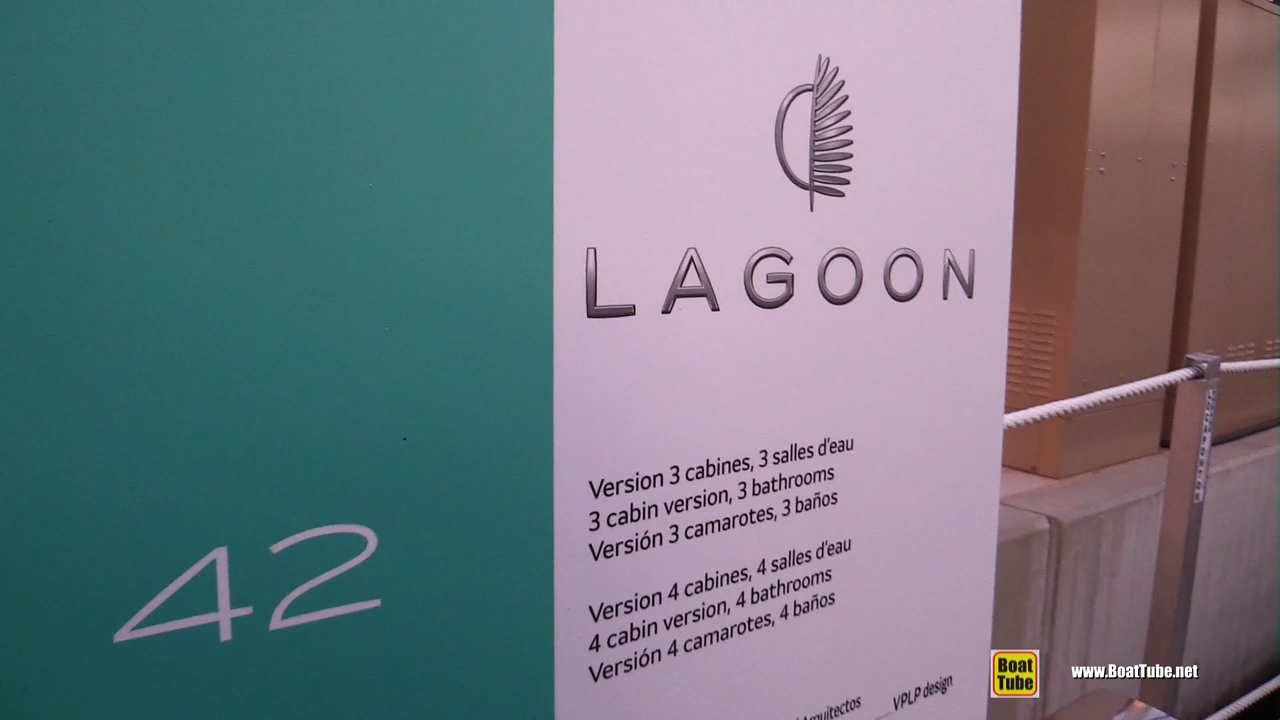 42
LAGOON
Version 3 cabines, 3 salles d'eau
3 cabin version, 3 bathrooms
Versión 3 camarotes, 3 baños
Version 4 cabines, 4 salles d'eau
4 cabin version, 4 bathrooms
Versión 4 camarotes, 4 baños
VPLP design
Boat
Tube
www.BoatTube.net